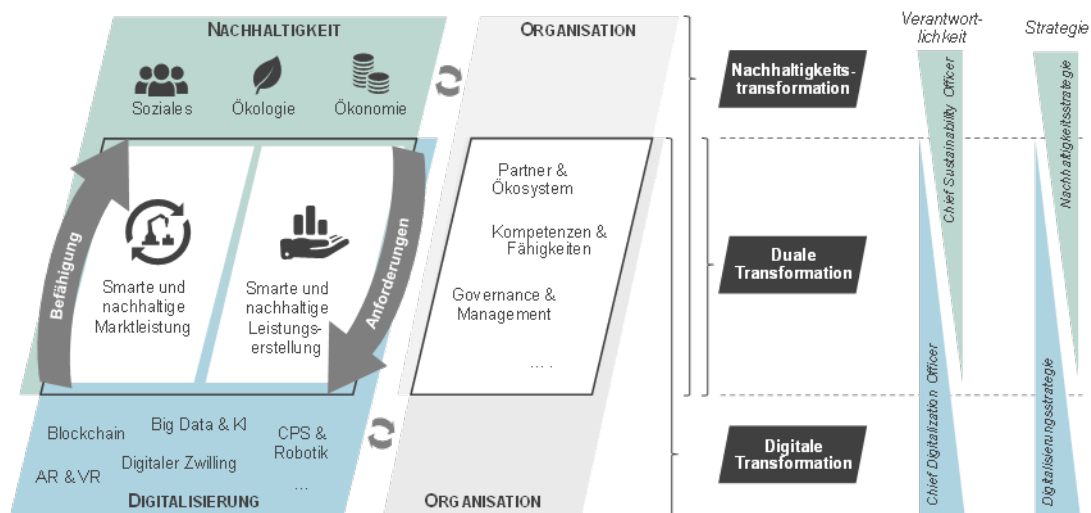 NACHHALTIGKEIT
Soziales
Ökologie
Ökonomie
ORGANISATION
Befähigung
Smarte und
nachhaltige
Marktleistung
Smarte und
nachhaltige
Leistungs-
erstellung
Anforderungen
Partner &
Ökosystem
Kompetenzen &
Fähigkeiten
Governance &
Management
... .
Blockchain
Big Data & KI
CPS &
Robotik
AR & VR
Digitaler Zwilling
...
DIGITALISIERUNG
ORGANISATION
Nachhaltigkeits-
transformation
Duale
Transformation
Digitale
Transformation
Verantwort-
lichkeit
Strategie
Chief Sustainability Officer
Nachhaltigkeitsstrategie
Chief Digitalization Officer
Digitalisierungsstrategie